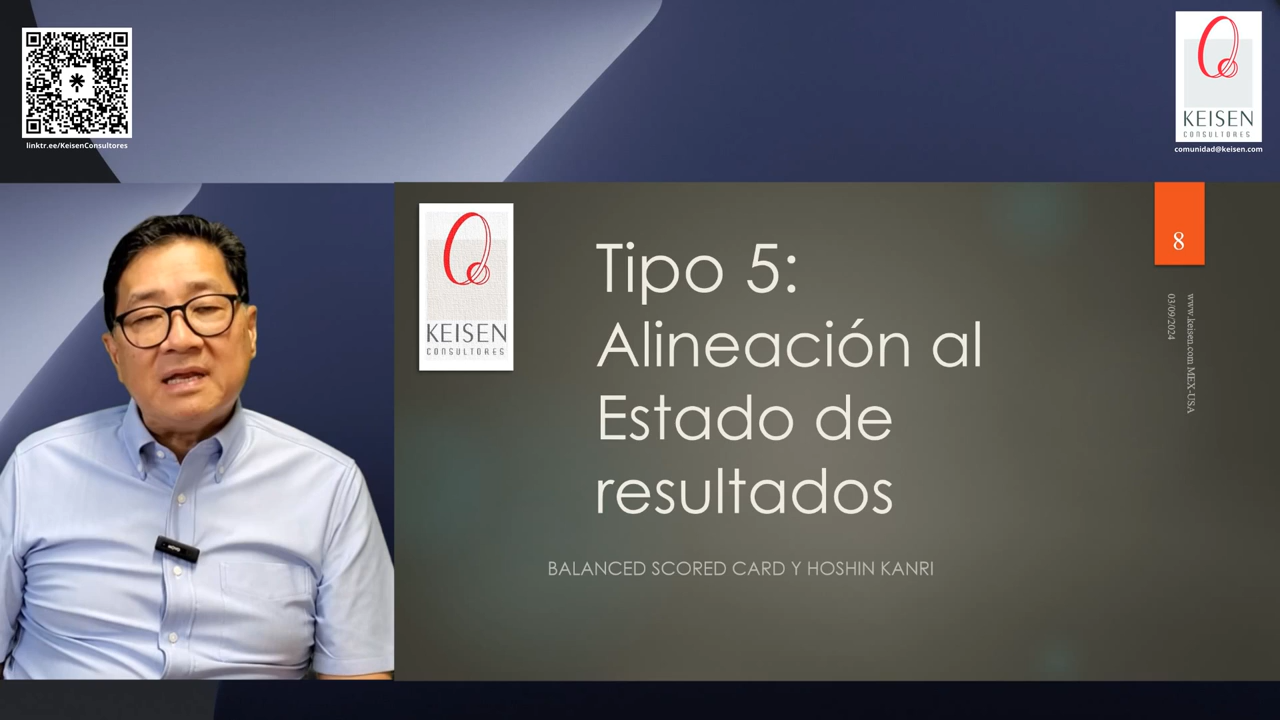 linktr.ee/KeisenConsultores
KEISEN
CONSULTORES
comunidad@keisen.com
KEISEN
CONSULTORES
Tipo 5:
Alineación al
Estado de
resultados
BALANCED SCORED CARD Y HOSHIN KANRI
8
www.keisen.com MEX-USA
03/09/2024